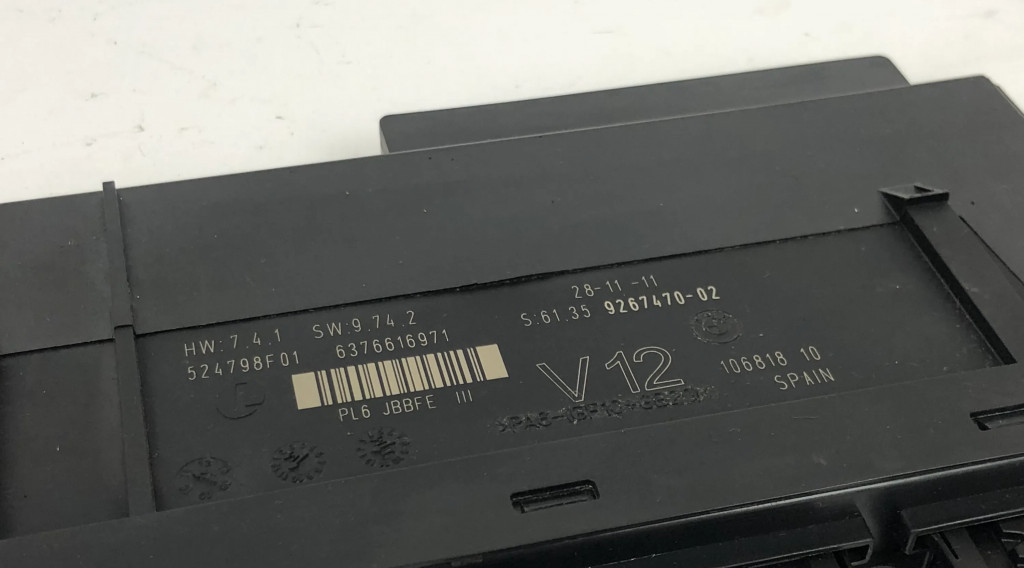 HW:7.4.1 SW:9.74.2
524798F01 6376616971
PL6 JBBFE III
28-11-11
S:61.35 9267470-02
V12
106818 10
SPAIN